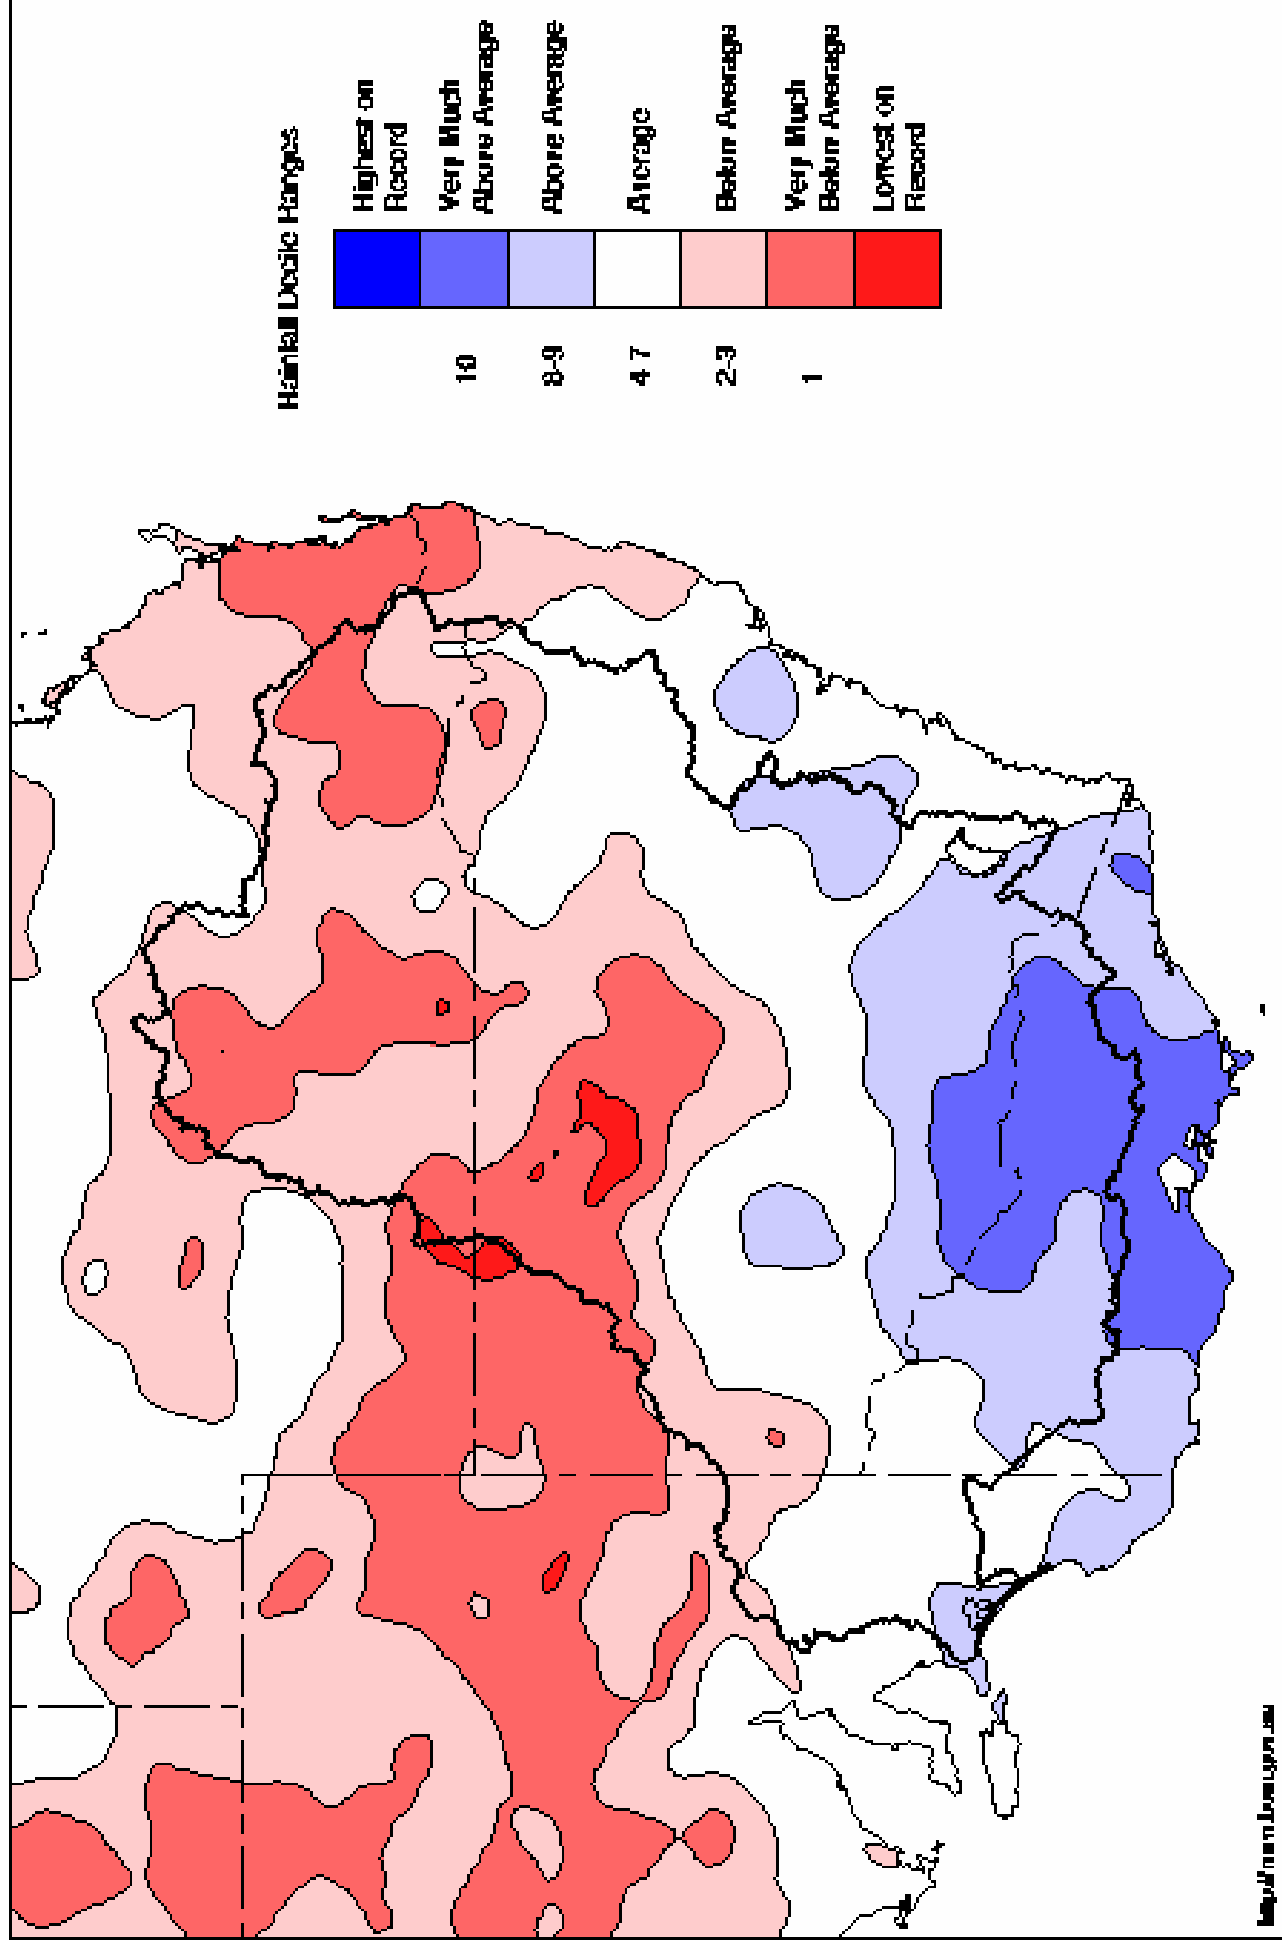 Rainfall Decile Ranges
Highest on
Record
10
Very Much
Above Average
8-9
Above Average
4-7
Average
2-3
Below Average
1
Very Much
Below Average
Lowest on
Record